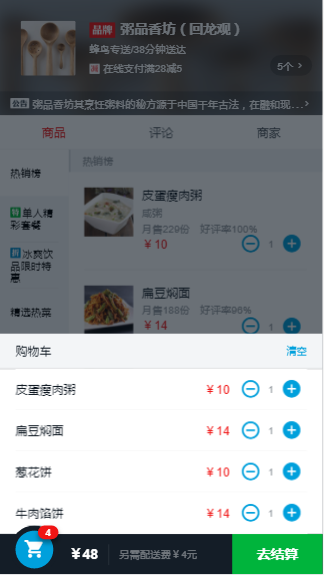 品牌 粥品香坊（回龙观）
蜂鸟专送/38分钟送达
减 在线支付满28减5
5个 >
公告 粥品香坊其烹饪粥料的秘方源于中国千年古法，在融和现... >
商品 评论 商家
热销榜
特 单人精彩套餐
折 冰爽饮品限时特惠
精选热菜
热销榜
皮蛋瘦肉粥
咸粥
月售229份 好评率100%
¥10 1
扁豆焖面
月售188份 好评率96%
¥14 1
购物车 清空
皮蛋瘦肉粥 ¥10 1
扁豆焖面 ¥14 1
葱花饼 ¥10 1
牛肉馅饼 ¥14 1
4
¥48 另需配送费¥4元 去结算